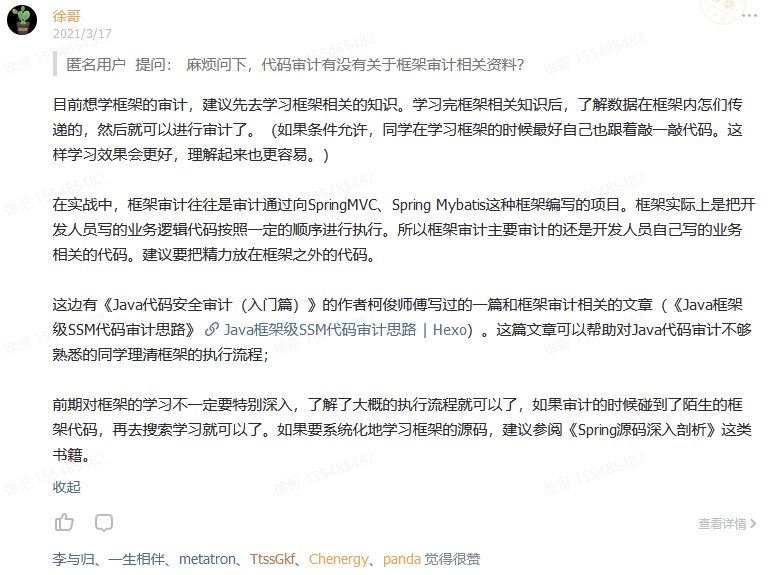 徐哥
2021/3/17
匿名用户 提问： 麻烦问下，代码审计有没有关于框架审计相关资料？
目前想学框架的审计，建议先去学习框架相关的知识。学习完框架相关知识后，了解数据在框架内怎们传
递的，然后就可以进行审计了。（如果条件允许，同学在学习框架的时候最好自己也跟着敲一敲代码。这
样学习效果会更好，理解起来也更容易。）
在实战中，框架审计往往是审计通过向SpringMVC、Spring Mybatis这种框架编写的项目。框架实际上是把开
发人员写的业务逻辑代码按照一定的顺序进行执行。所以框架审计主要审计的还是开发人员自己写的业务
相关的代码。建议要把精力放在框架之外的代码。
这边有《Java代码安全审计（入门篇）》的作者柯俊师傅写过的一篇和框架审计相关的文章（《Java框架
级SSM代码审计思路》 Java框架级SSM代码审计思路 | Hexo）。这篇文章可以帮助对Java代码审计不够
熟悉的同学理清框架的执行流程；
前期对框架的学习不一定要特别深入，了解了大概的执行流程就可以了，如果审计的时候碰到了陌生的框
架代码，再去搜索学习就可以了。如果要系统化地学习框架的源码，建议参阅《Spring源码深入剖析》这类
书籍。
收起
查看详情
李与归、一生相伴、metatron、TtssGkf、Chenergy、panda 觉得很赞
徐哥 155485482